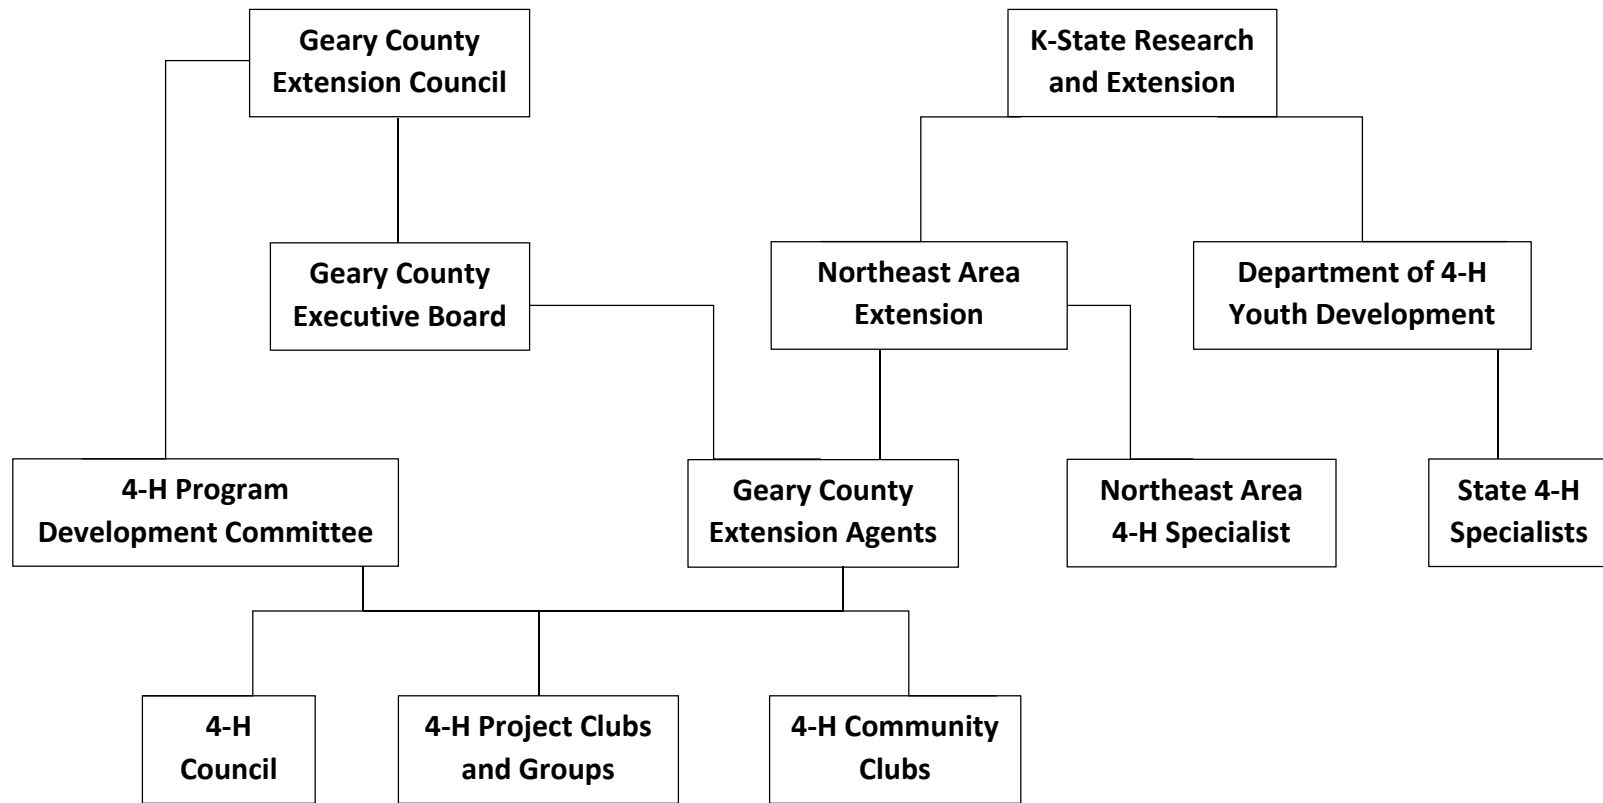 Geary County
Extension Council
K-State Research
and Extension
Geary County
Executive Board
Northeast Area
Extension
Department of 4-H
Youth Development
4-H Program
Development Committee
Geary County
Extension Agents
Northeast Area
4-H Specialist
State 4-H
Specialists
4-H
Council
4-H Project Clubs
and Groups
4-H Community
Clubs